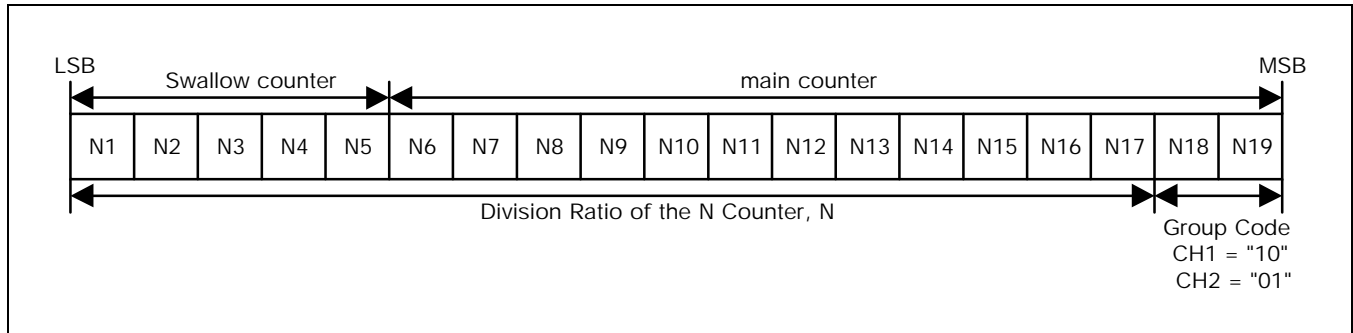 LSB MSB
Swallow counter main counter
N1 N2 N3 N4 N5 N6 N7 N8 N9 N10 N11 N12 N13 N14 N15 N16 N17 N18 N19
Division Ratio of the N Counter, N
Group Code
CH1 = "10"
CH2 = "01"